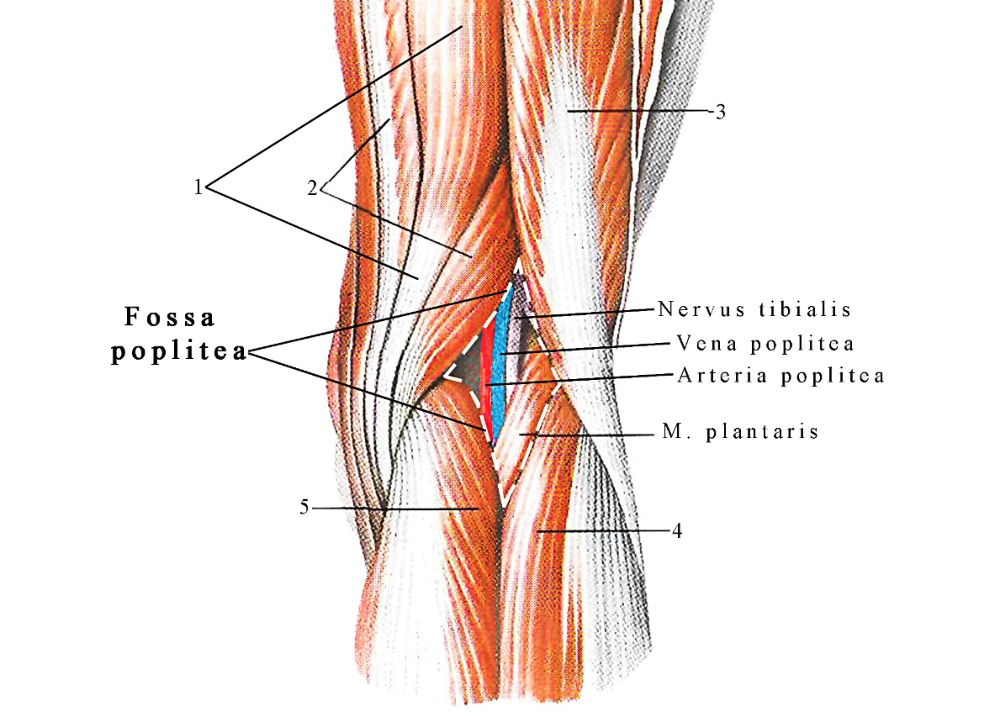 3
1
2
Nervus tibialis
Fossa
poplitea
Vena poplitea
Arteria poplitea
M. plantaris
5
4